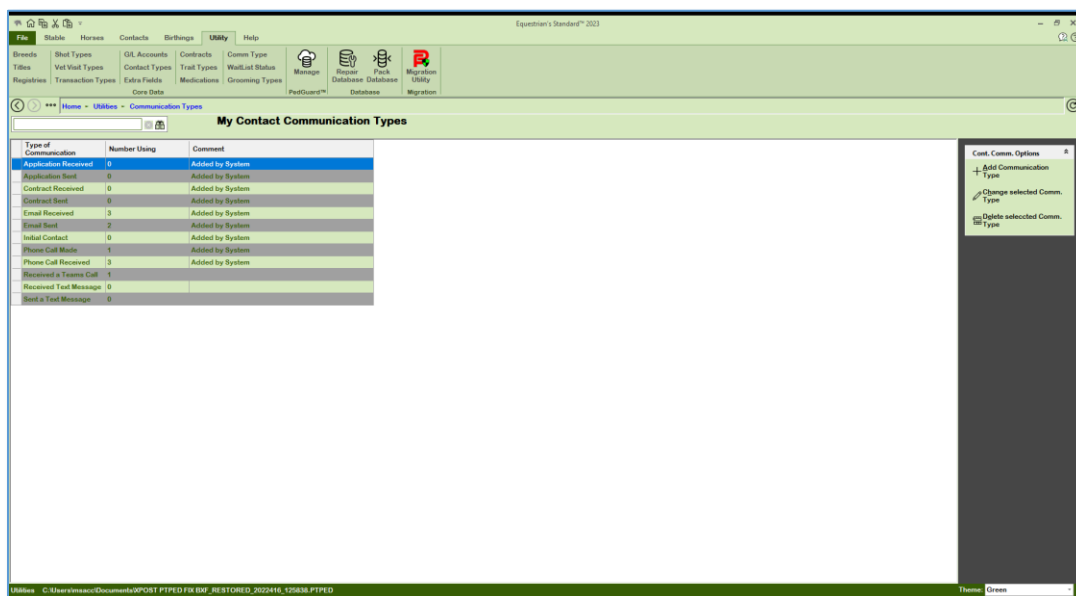 Equestrian's Standard™ 2023
File Stable Horses Contacts Birthings Utility Help
Breeds Shot Types G/L Accounts Contracts Comm Type
Titles Vet Visit Types Contact Types Trait Types WaitList Status
Registries Transaction Types Extra Fields Medications Grooming Types
Manage Repair Database Pack Database Migration Utility
Core Data PedGuard™ Database Migration
Home - Utilities - Communication Types
My Contact Communication Types
Type of Communication Number Using Comment
Application Received 0 Added by System
Application Sent 0 Added by System
Contract Received 0 Added by System
Contract Sent 0 Added by System
Email Received 3 Added by System
Email Sent 2 Added by System
Initial Contact 0 Added by System
Phone Call Made 1 Added by System
Phone Call Received 3 Added by System
Received a Teams Call 1
Received Text Message 0
Sent a Text Message 0
Cont. Comm. Options
Add Communication
Type
Change selected Comm.
Type
Delete seleccted Comm.
Type
Utilities C:\Users\msacc\Documents\XPOST PTPED FIX BXF_RESTORED_2022416_125838.PTPED
Theme: Green